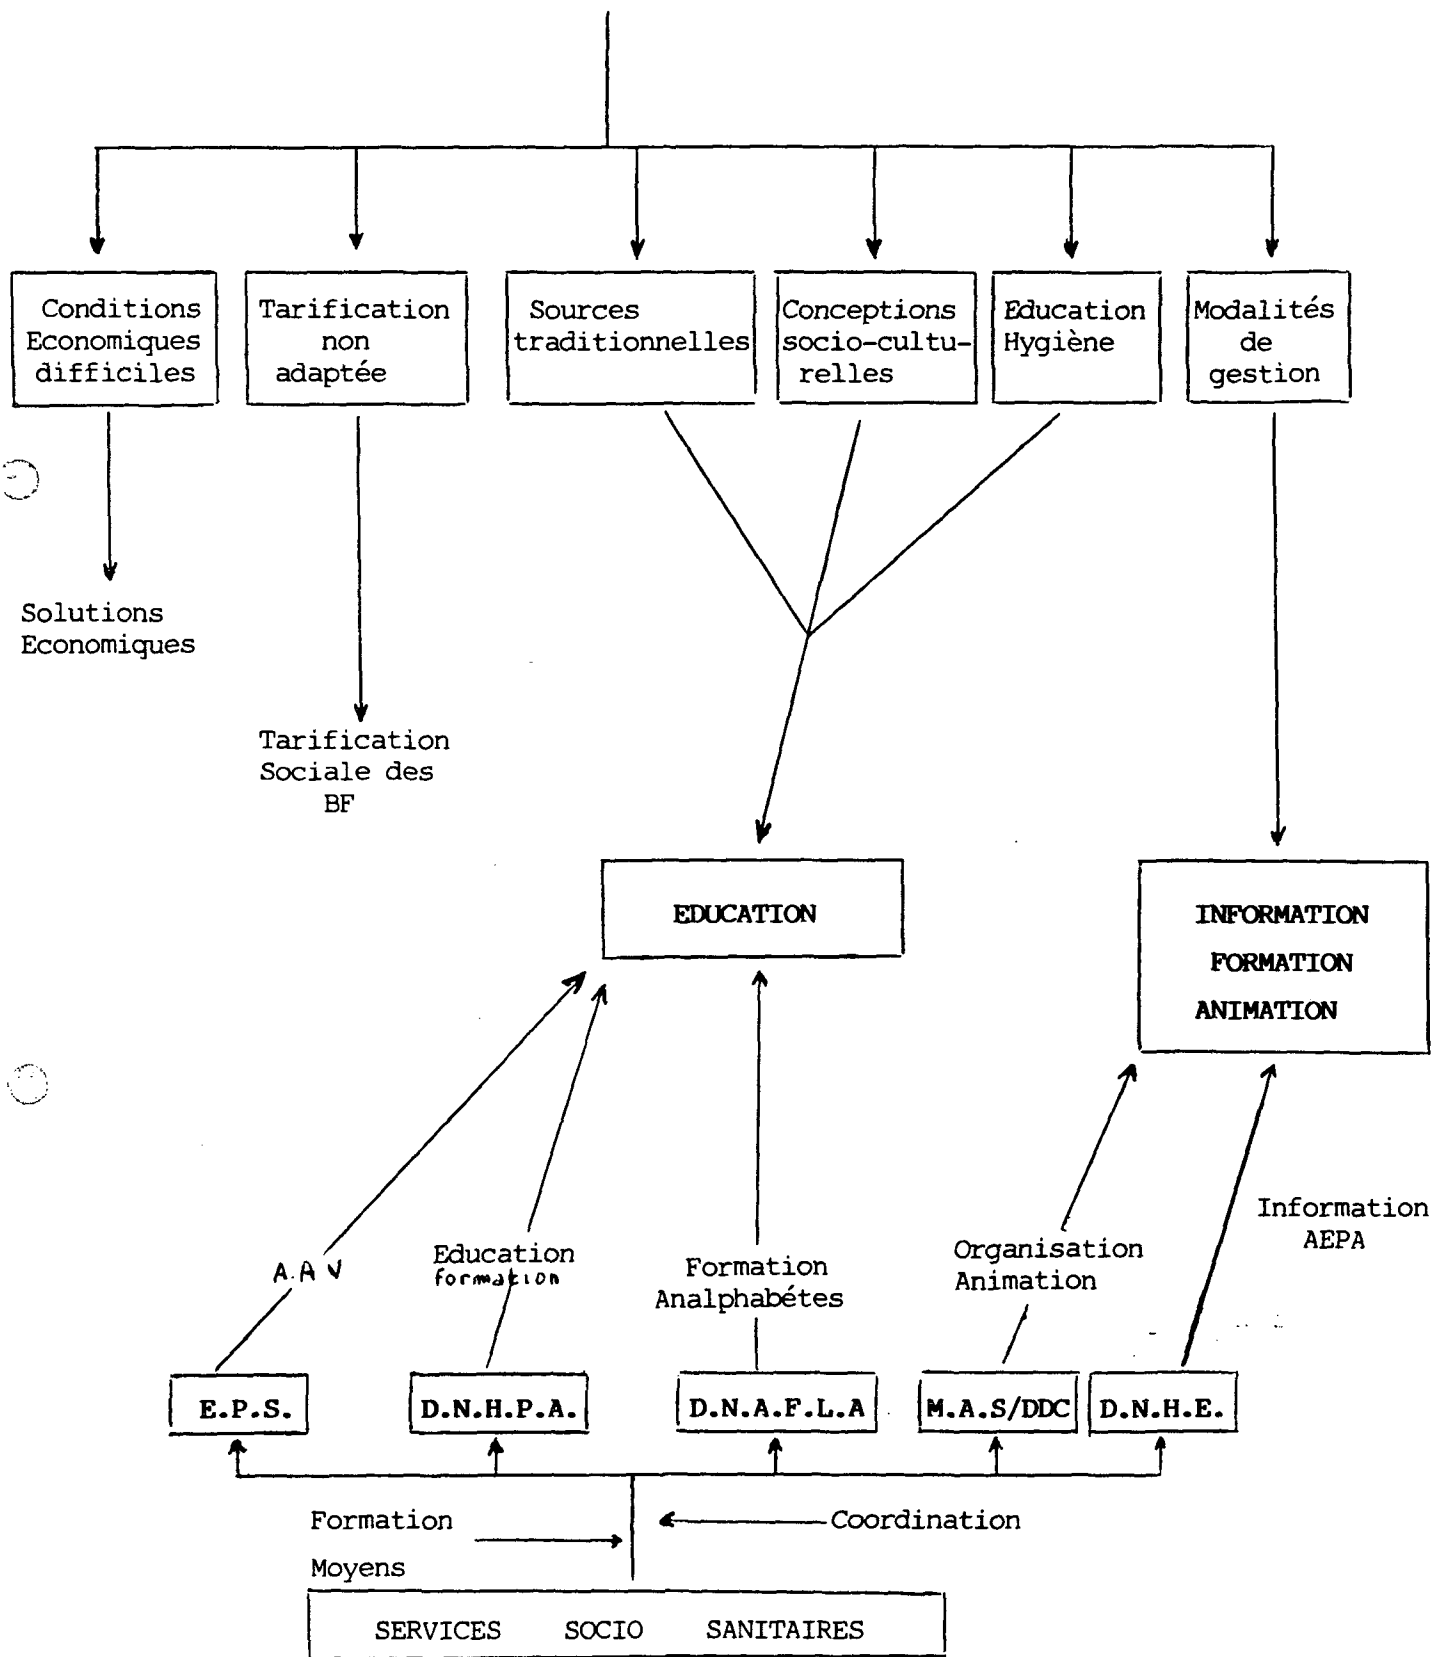 Conditions
Economiques
difficiles
Tarification
non
adaptée
Sources
traditionnelles
Conceptions
socio-cultu-
relles
Education
Hygiène
Modalités
de
gestion
Solutions
Economiques
Tarification
Sociale des
BF
EDUCATION
INFORMATION
FORMATION
ANIMATION
A.A V
Education
formation
Formation
Analphabétes
Organisation
Animation
Information
AEPA
E.P.S.
D.N.H.P.A.
D.N.A.F.L.A
M.A.S/DDC
D.N.H.E.
Formation
Moyens
Coordination
SERVICES SOCIO SANITAIRES